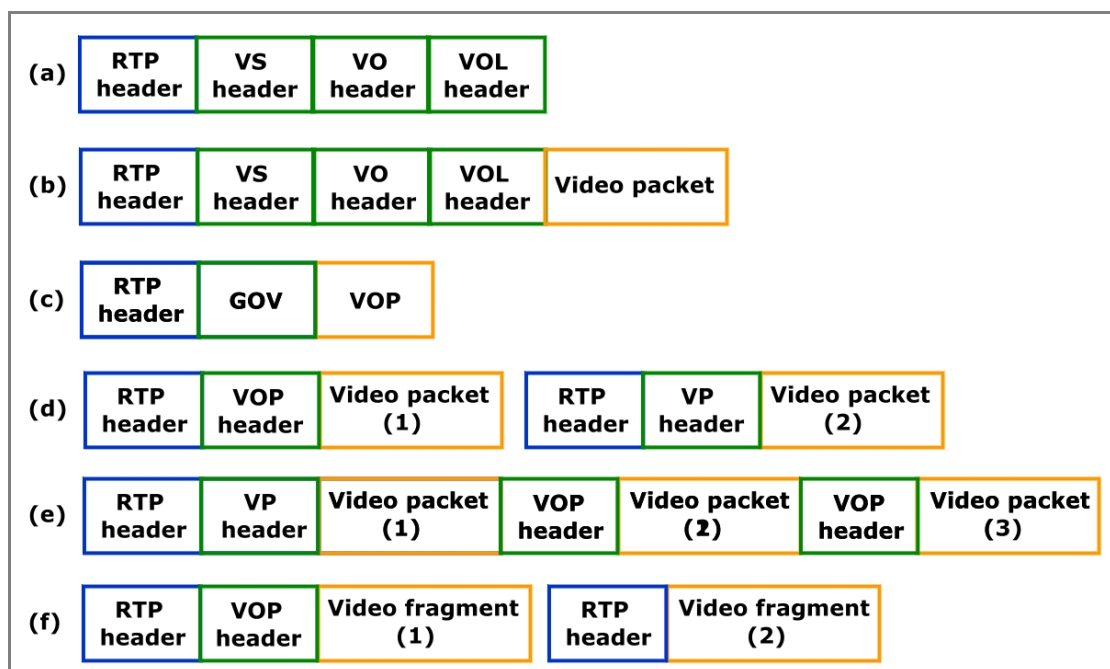 (a) RTP header VS header VO header VOL header
(b) RTP header VS header VO header VOL header Video packet
(c) RTP header GOV VOP
(d) RTP header VOP header Video packet (1) RTP header VP header Video packet (2)
(e) RTP header VP header Video packet (1) VOP header Video packet (2) VOP header Video packet (3)
(f) RTP header VOP header Video fragment (1) RTP header Video fragment (2)